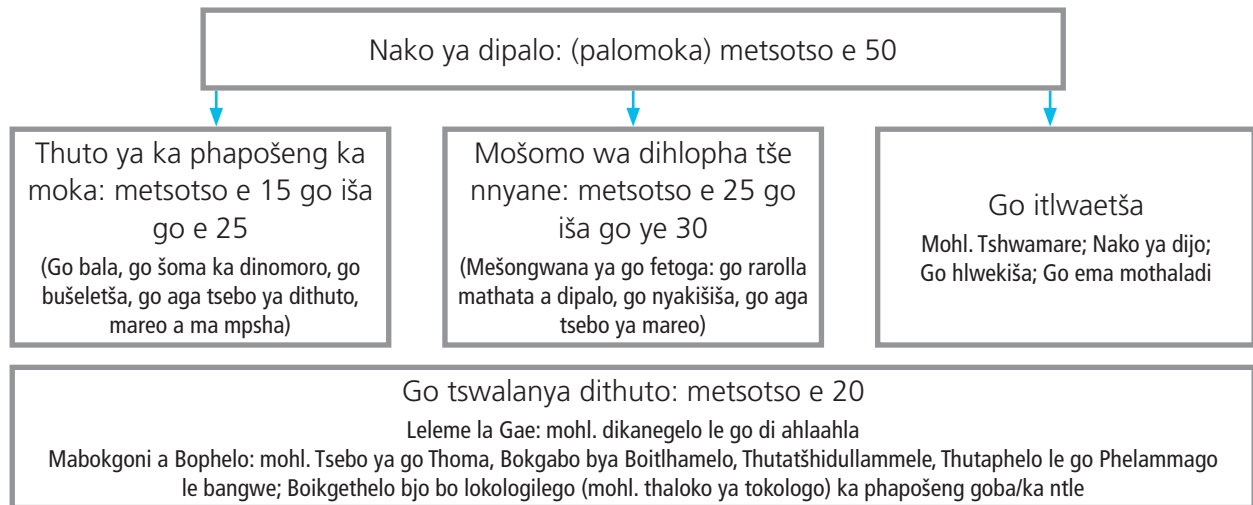 Nako ya dipalo: (palomoka) metsotso e 50
Thuto ya ka phapošeng ka
moka: metsotso e 15 go iša
go e 25
(Go bala, go šoma ka dinomoro, go
bušeletša, go aga tsebo ya dithuto,
mareo a ma mpsha)
Mošomo wa dihlopha tše
nnyane: metsotso e 25 go
iša go ye 30
(Mešongwana ya go fetoga: go rarolla
mathata a dipalo, go nyakišiša, go aga
tsebo ya mareo)
Go itlwaetša
Mohl. Tshwamare; Nako ya dijo;
Go hlwekiša; Go ema mothaladi
Go tswalanya dithuto: metsotso e 20
Leleme la Gae: mohl. dikanegelo le go di ahlaahla
Mabokgoni a Bophelo: mohl. Tsebo ya go Thoma, Bokgabo bya Boitlhamelo, Thutatšhidullammele, Thutaphelo le go Phelammago
le bangwe; Boikgethelo bjo bo lokologilego (mohl. thaloko ya tokologo) ka phapošeng goba/ka ntle